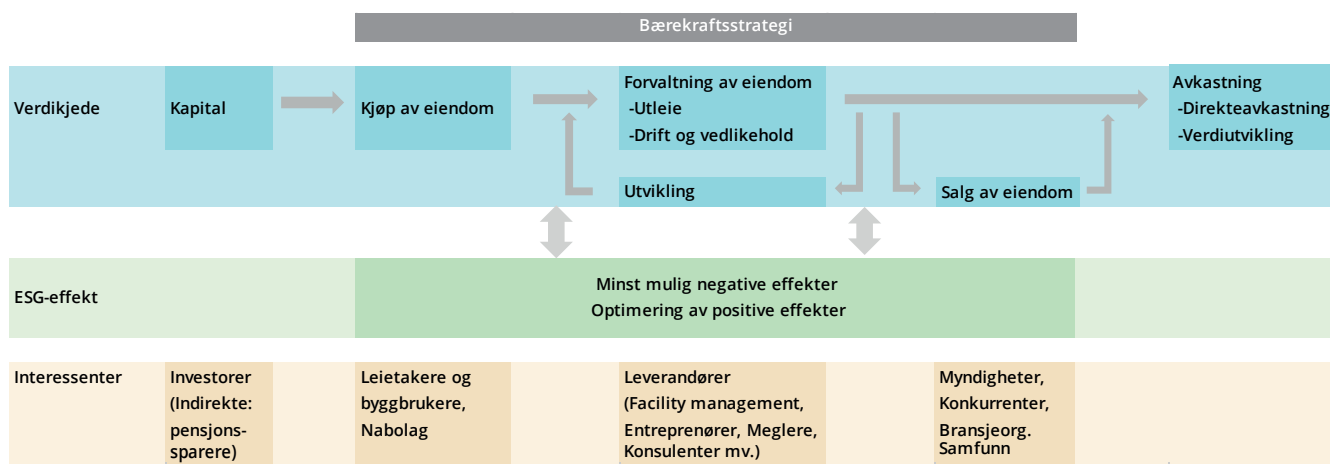 Bærekraftsstrategi
Verdikjede
Kapital
Kjøp av eiendom
Forvaltning av eiendom
-Utleie
-Drift og vedlikehold
Avkastning
-Direkteavkastning
-Verdiutvikling
Utvikling
Salg av eiendom
ESG-effekt
Minst mulig negative effekter
Optimering av positive effekter
Interessenter
Investorer
(Indirekte:
pensjons-
sparere)
Leietakere og
byggbrukere,
Nabolag
Leverandører
(Facility management,
Entreprenører, Meglere,
Konsulenter mv.)
Myndigheter,
Konkurrenter,
Bransjeorg.
Samfunn